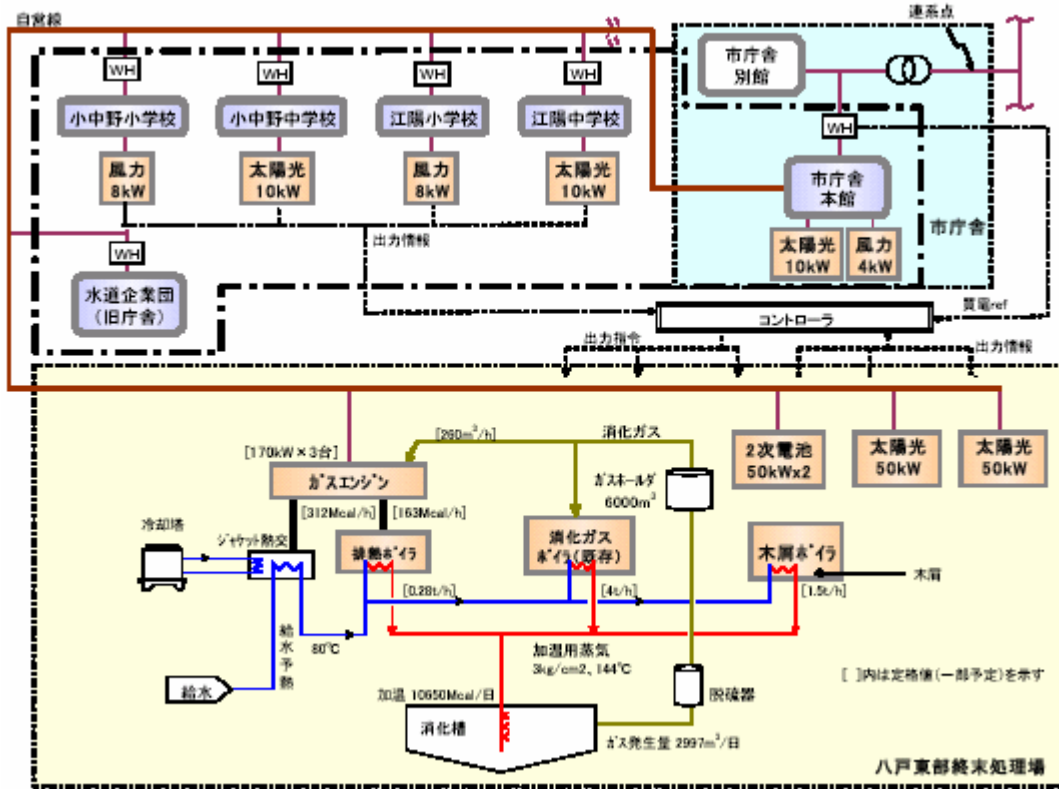 自営線
連系点
市庁舎
別館
WH
WH
WH
WH
WH
小中野小学校
小中野中学校
江陽小学校
江陽中学校
風力
8kW
太陽光
10kW
風力
8kW
太陽光
10kW
市庁舎
本館
市庁舎
太陽光
10kW
風力
4kW
出力情報
WH
水道企業団
(旧庁舎)
コントローラ
買電ref
出力指令
出力情報
[170kW×3台]
[260m³/h]
消化ガス
ガスエンジン
ガスホールダ
6000m³
2次電池
50kWx2
太陽光
50kW
太陽光
50kW
[312Mcal/h]
[163Mcal/h]
冷却塔
ジャケット熱交
排熱ボイラ
消化ガス
ボイラ(既存)
木屑ボイラ
木屑
[0.28t/h]
[4t/h]
[1.5t/h]
給水予熱
80℃
加温用蒸気
3kg/cm2、144℃
[ ]内は定格値(一部予定)を示す
給水
加温 10650Mcal/日
脱硫器
消化槽
ガス発生量 2997m³/日
八戸東部終末処理場